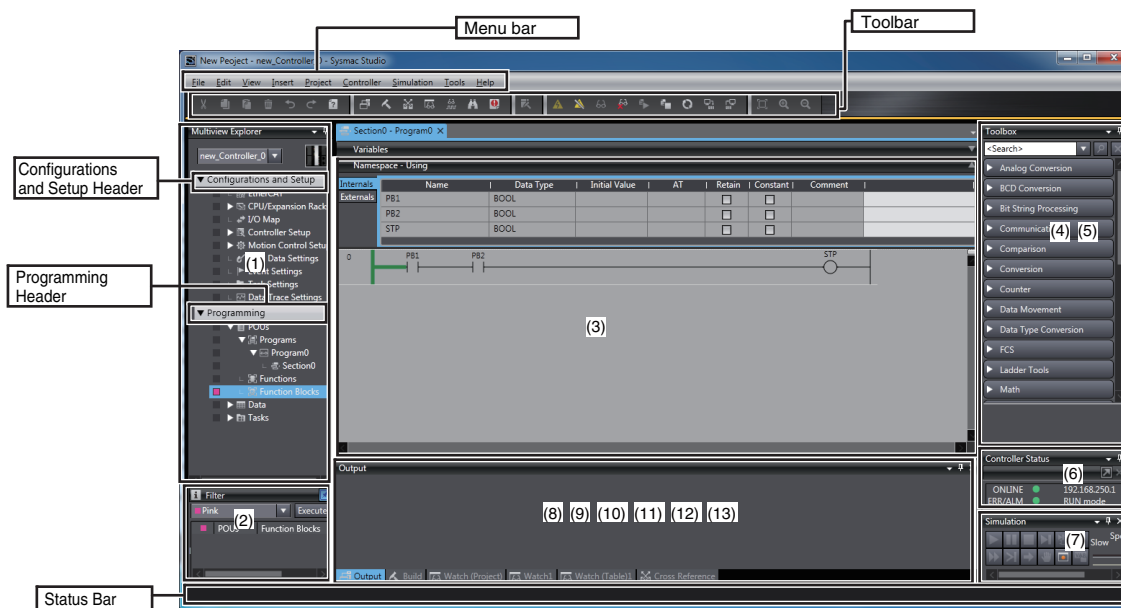 Menu bar
Toolbar
New Peoject - new_Controller_0 - Sysmac Studio
File Edit View Insert Project Controller Simulation Tools Help
Multiview Explorer
new_Controller_0
Configurations and Setup Header
Configurations and Setup
CPU/Expansion Rack
I/O Map
Controller Setup
Motion Control Setu
(1)
Data Settings
Event Settings
Task Settings
Data Trace Settings
Programming Header
Programming
POUs
Programs
Program0
Section0
Functions
Function Blocks
Data
Tasks
Filter
Pink
Execute
(2)
POUs Function Blocks
Status Bar
Section0 - Program0
Variables
Namespace - Using
Internals
Externals
Name Data Type Initial Value AT Retain Constant Comment
PB1 BOOL
PB2 BOOL
STP BOOL
0
PB1 PB2 STP
(3)
Output
(8) (9) (10) (11) (12) (13)
Output Build Watch (Project) Watch1 Watch (Table)1 Cross Reference
Toolbox
<Search>
Analog Conversion
BCD Conversion
Bit String Processing
Communicati
(4) (5)
Comparison
Conversion
Counter
Data Movement
Data Type Conversion
FCS
Ladder Tools
Math
Controller Status
(6)
ONLINE 192.168.250.1
ERR/ALM RUN mode
Simulation
(7)
Slow Spe